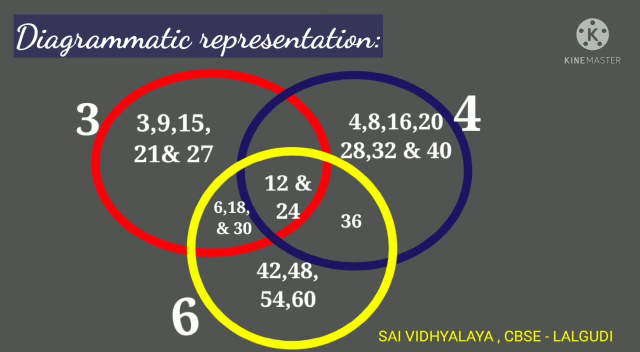 Diagrammatic representation:
K
KINEMASTER
3
3,9,15,
21& 27
4,8,16,20
28,32 & 40
4
12 &
24
6,18,
& 30
36
42,48,
54,60
6
SAI VIDHYALAYA , CBSE - LALGUDI